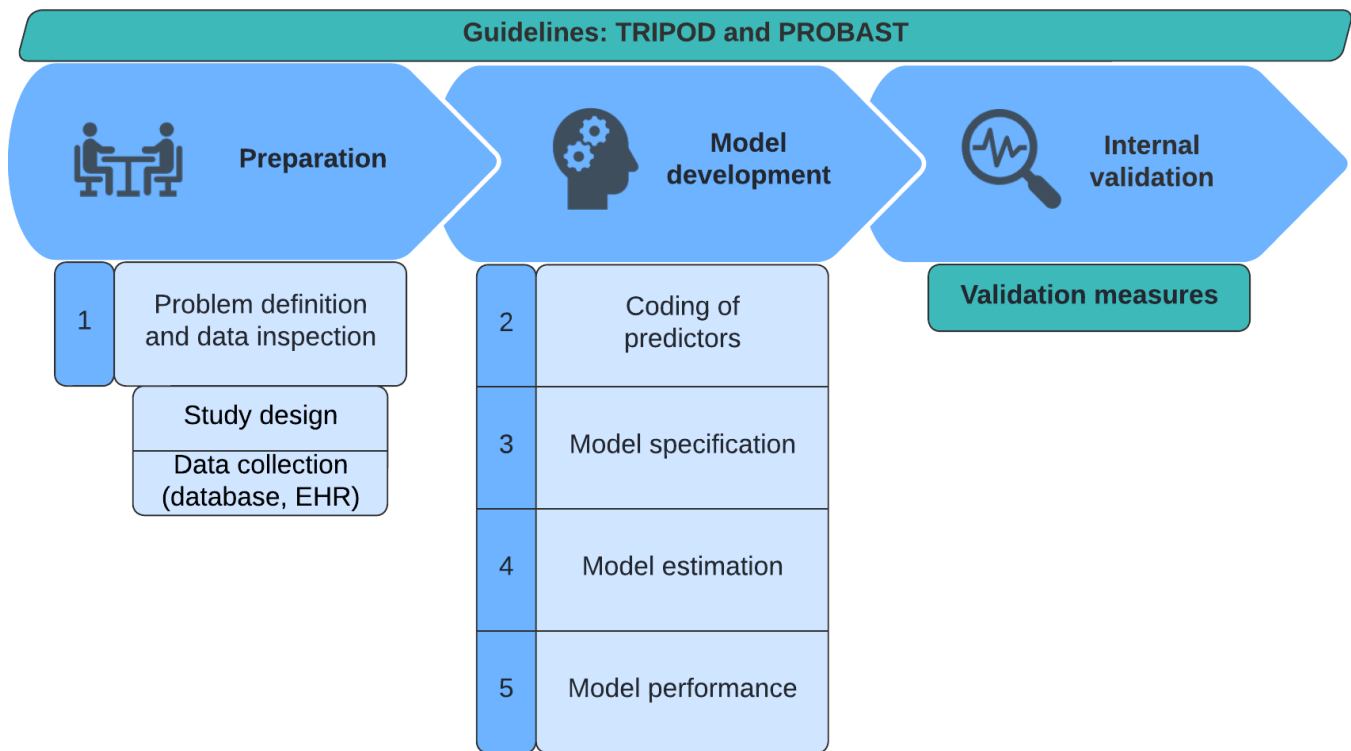 Guidelines: TRIPOD and PROBAST
Preparation
Model
development
Internal
validation
1
Problem definition
and data inspection
Study design
Data collection
(database, EHR)
2
Coding of
predictors
3
Model specification
4
Model estimation
5
Model performance
Validation measures